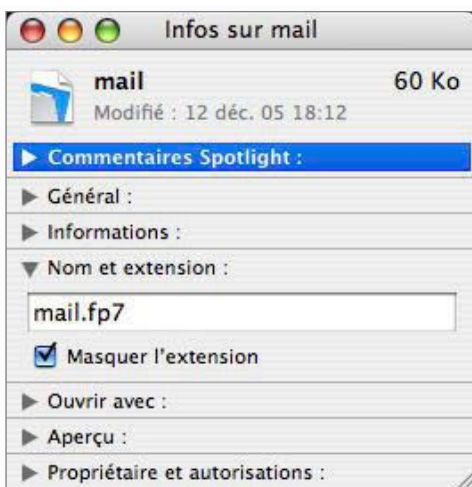 Infos sur mail
mail 60 Ko
Modifié : 12 déc. 05 18:12
Commentaires Spotlight :
Général :
Informations :
Nom et extension :
mail.fp7
Masquer l'extension
Ouvrir avec :
Aperçu :
Propriétaire et autorisations :